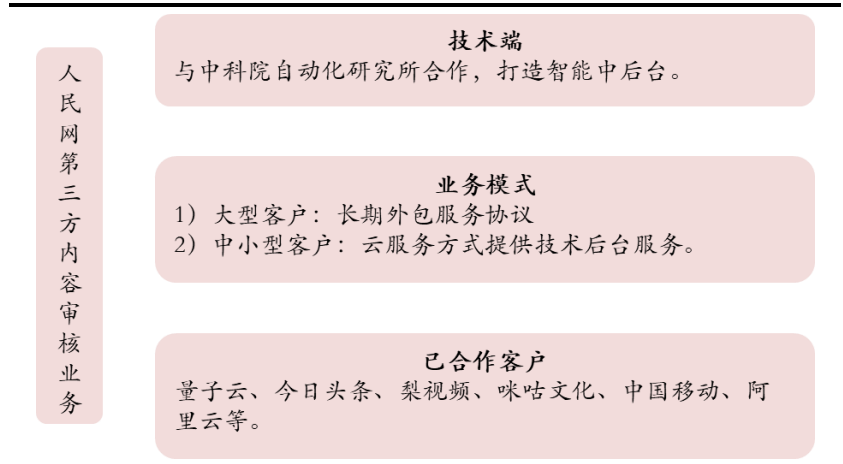 人民网第三方内容审核业务
技术端
与中科院自动化研究所合作，打造智能中后台。
业务模式
1）大型客户：长期外包服务协议
2）中小型客户：云服务方式提供技术后台服务。
已合作客户
量子云、今日头条、梨视频、咪咕文化、中国移动、阿
里云等。